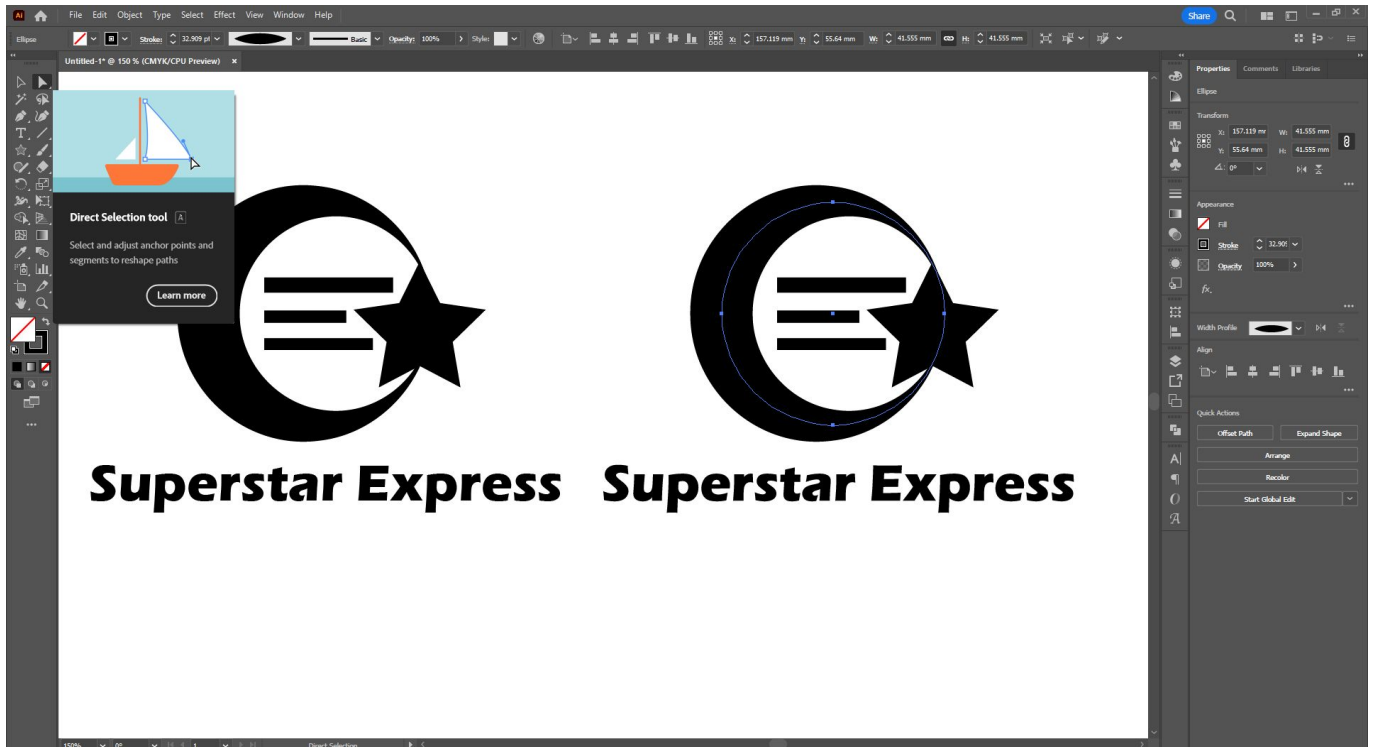 Ai File Edit Object Type Select Effect View Window Help Share
Ellipse Stroke: 32.909 pt Basic Opacity: 100% Style: X: 157.119 mm Y: 55.64 mm W: 41.555 mm H: 41.555 mm
Untitled-1* @ 150 % (CMYK/CPU Preview) ×
Direct Selection tool A
Select and adjust anchor points and
segments to reshape paths
Learn more
Superstar Express
Superstar Express
Properties Comments Libraries
Ellipse
Transform
X: 157.119 mr W: 41.555 mm
Y: 55.64 mm H: 41.555 mm
0°
Appearance
Fill
Stroke 32.909
Opacity 100%
fx.
Width Profile
Align
Quick Actions
Offset Path Expand Shape
Arrange
Recolor
Start Global Edit
150% 0° 1 Direct Selection